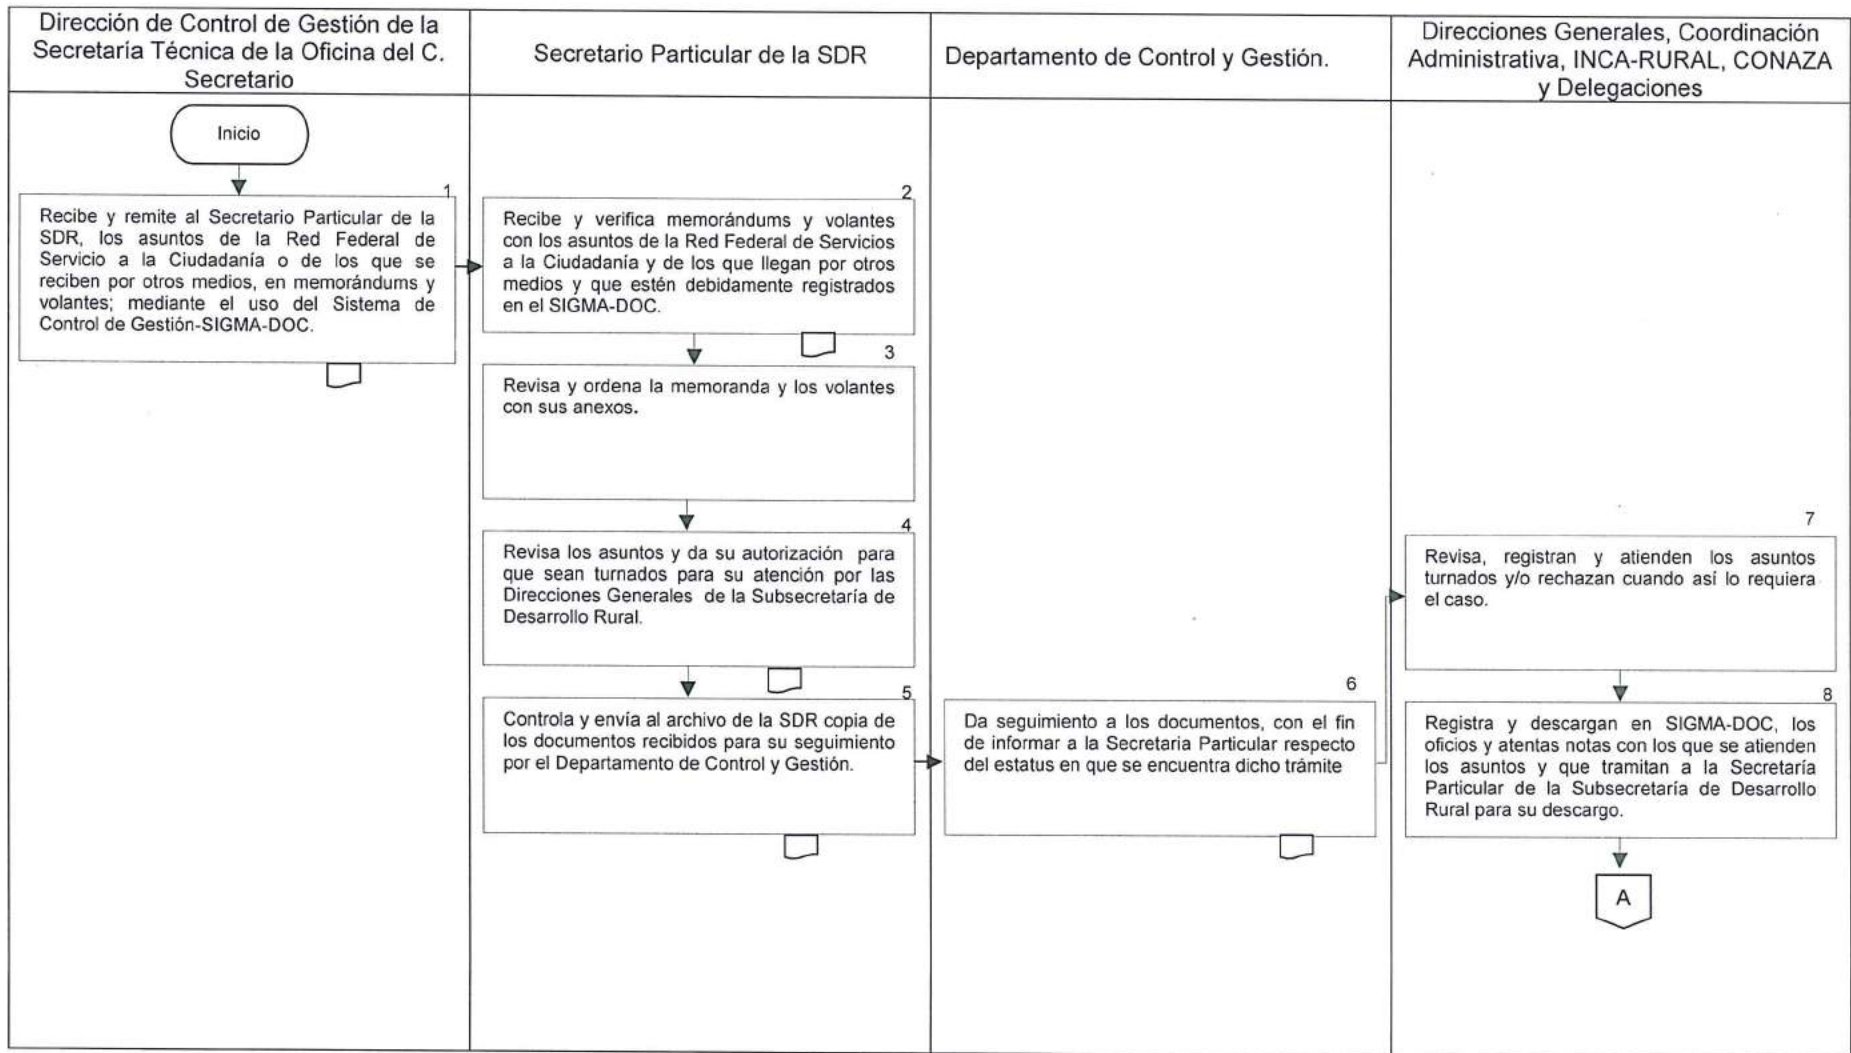 Dirección de Control de Gestión de la
Secretaría Técnica de la Oficina del C.
Secretario
Secretario Particular de la SDR
Departamento de Control y Gestión.
Direcciones Generales, Coordinación
Administrativa, INCA-RURAL, CONAZA
y Delegaciones
Inicio
1
Recibe y remite al Secretario Particular de la
SDR, los asuntos de la Red Federal de
Servicio a la Ciudadanía o de los que se
reciben por otros medios, en memorándums y
volantes; mediante el uso del Sistema de
Control de Gestión-SIGMA-DOC.
2
Recibe y verifica memorándums y volantes
con los asuntos de la Red Federal de Servicios
a la Ciudadanía y de los que llegan por otros
medios y que estén debidamente registrados
en el SIGMA-DOC.
3
Revisa y ordena la memoranda y los volantes
con sus anexos.
4
Revisa los asuntos y da su autorización para
que sean turnados para su atención por las
Direcciones Generales de la Subsecretaría de
Desarrollo Rural.
5
Controla y envía al archivo de la SDR copia de
los documentos recibidos para su seguimiento
por el Departamento de Control y Gestión.
6
Da seguimiento a los documentos, con el fin
de informar a la Secretaria Particular respecto
del estatus en que se encuentra dicho trámite
7
Revisa, registran y atienden los asuntos
turnados y/o rechazan cuando así lo requiera
el caso.
8
Registra y descargan en SIGMA-DOC, los
oficios y atentas notas con los que se atienden
los asuntos y que tramitan a la Secretaría
Particular de la Subsecretaría de Desarrollo
Rural para su descargo.
A